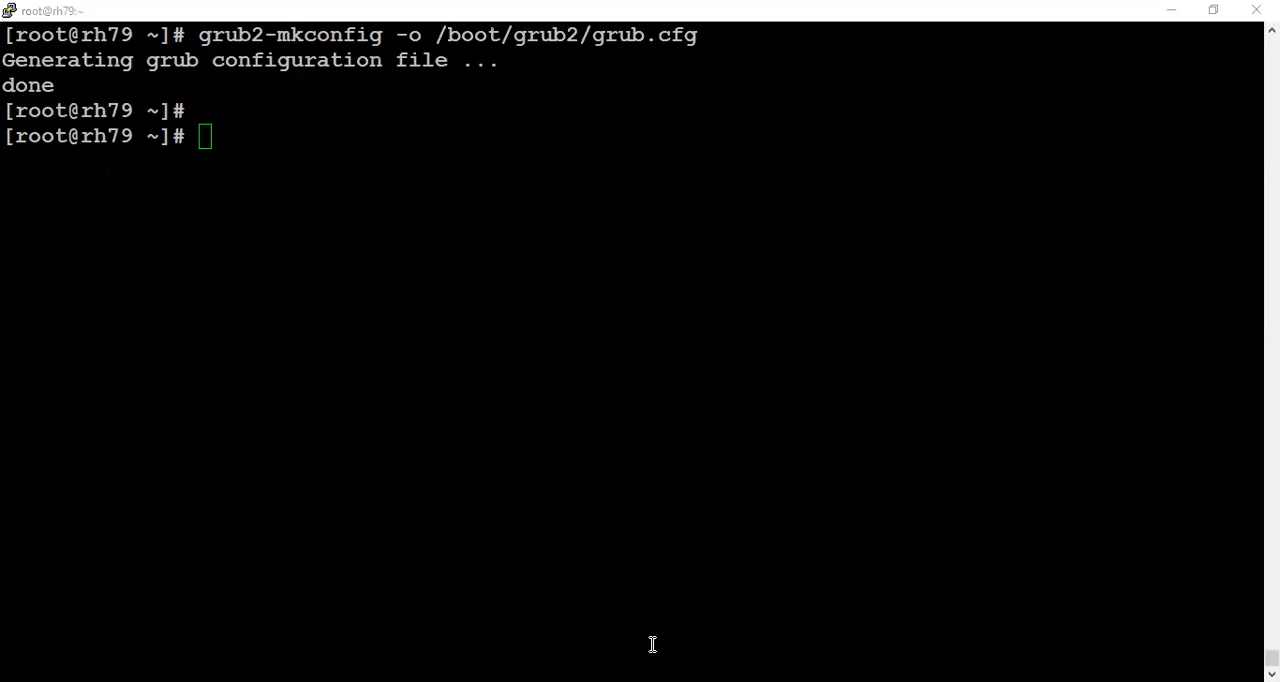 root@rh79:~
[root@rh79 ~]# grub2-mkconfig -o /boot/grub2/grub.cfg
Generating grub configuration file ...
done
[root@rh79 ~]#
[root@rh79 ~]#